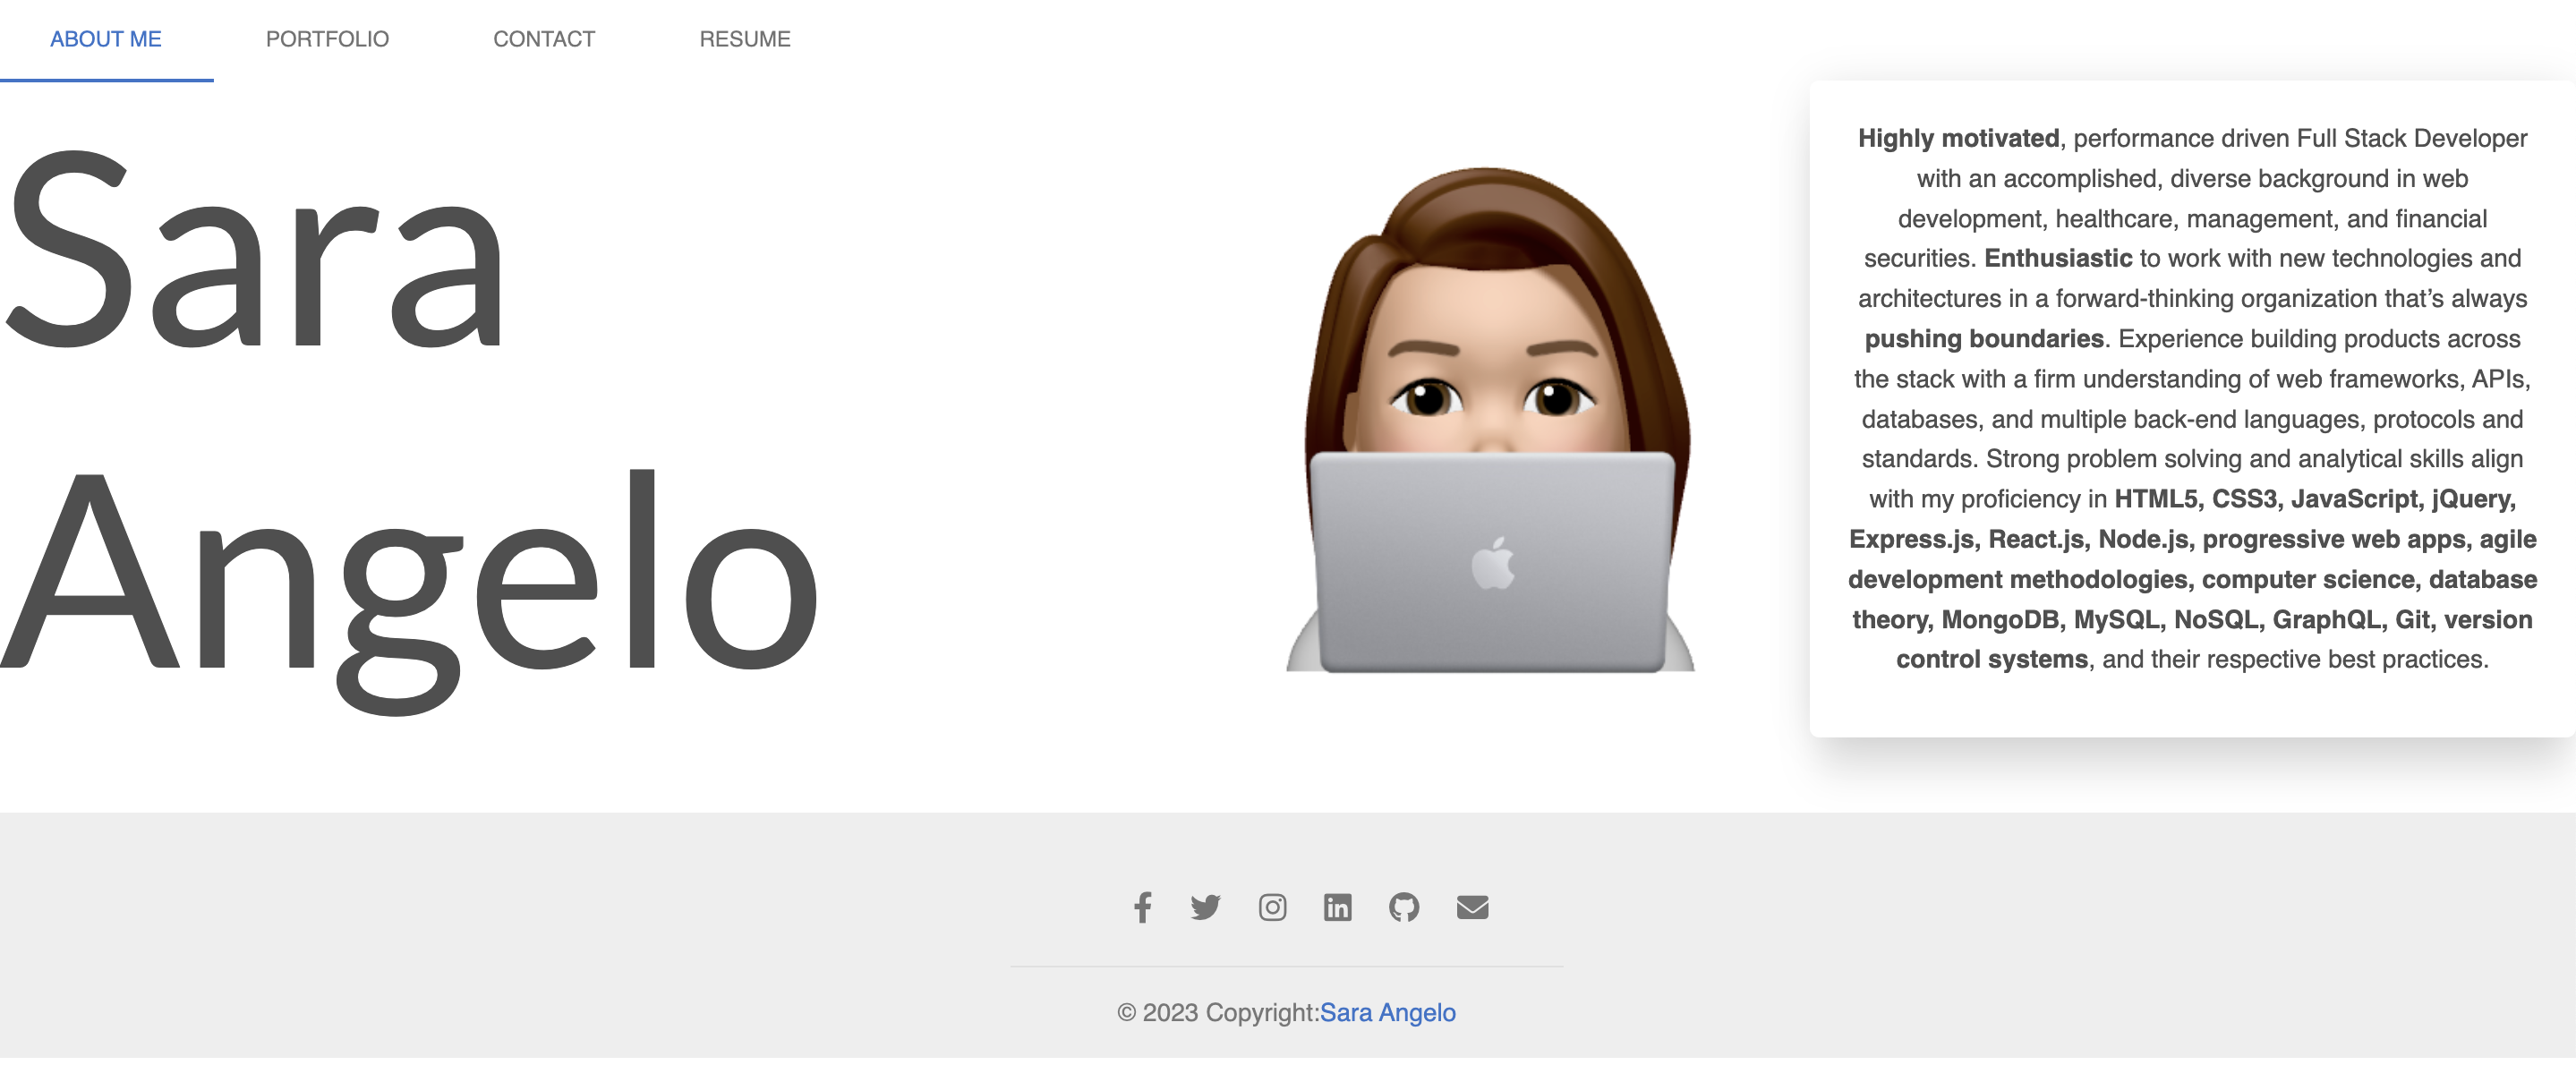 ABOUT ME
PORTFOLIO
CONTACT
RESUME
Sara
Angelo
Highly motivated, performance driven Full Stack Developer
with an accomplished, diverse background in web
development, healthcare, management, and financial
securities. Enthusiastic to work with new technologies and
architectures in a forward-thinking organization that’s always
pushing boundaries. Experience building products across
the stack with a firm understanding of web frameworks, APIs,
databases, and multiple back-end languages, protocols and
standards. Strong problem solving and analytical skills align
with my proficiency in HTML5, CSS3, JavaScript, jQuery,
Express.js, React.js, Node.js, progressive web apps, agile
development methodologies, computer science, database
theory, MongoDB, MySQL, NoSQL, GraphQL, Git, version
control systems, and their respective best practices.
© 2023 Copyright:Sara Angelo